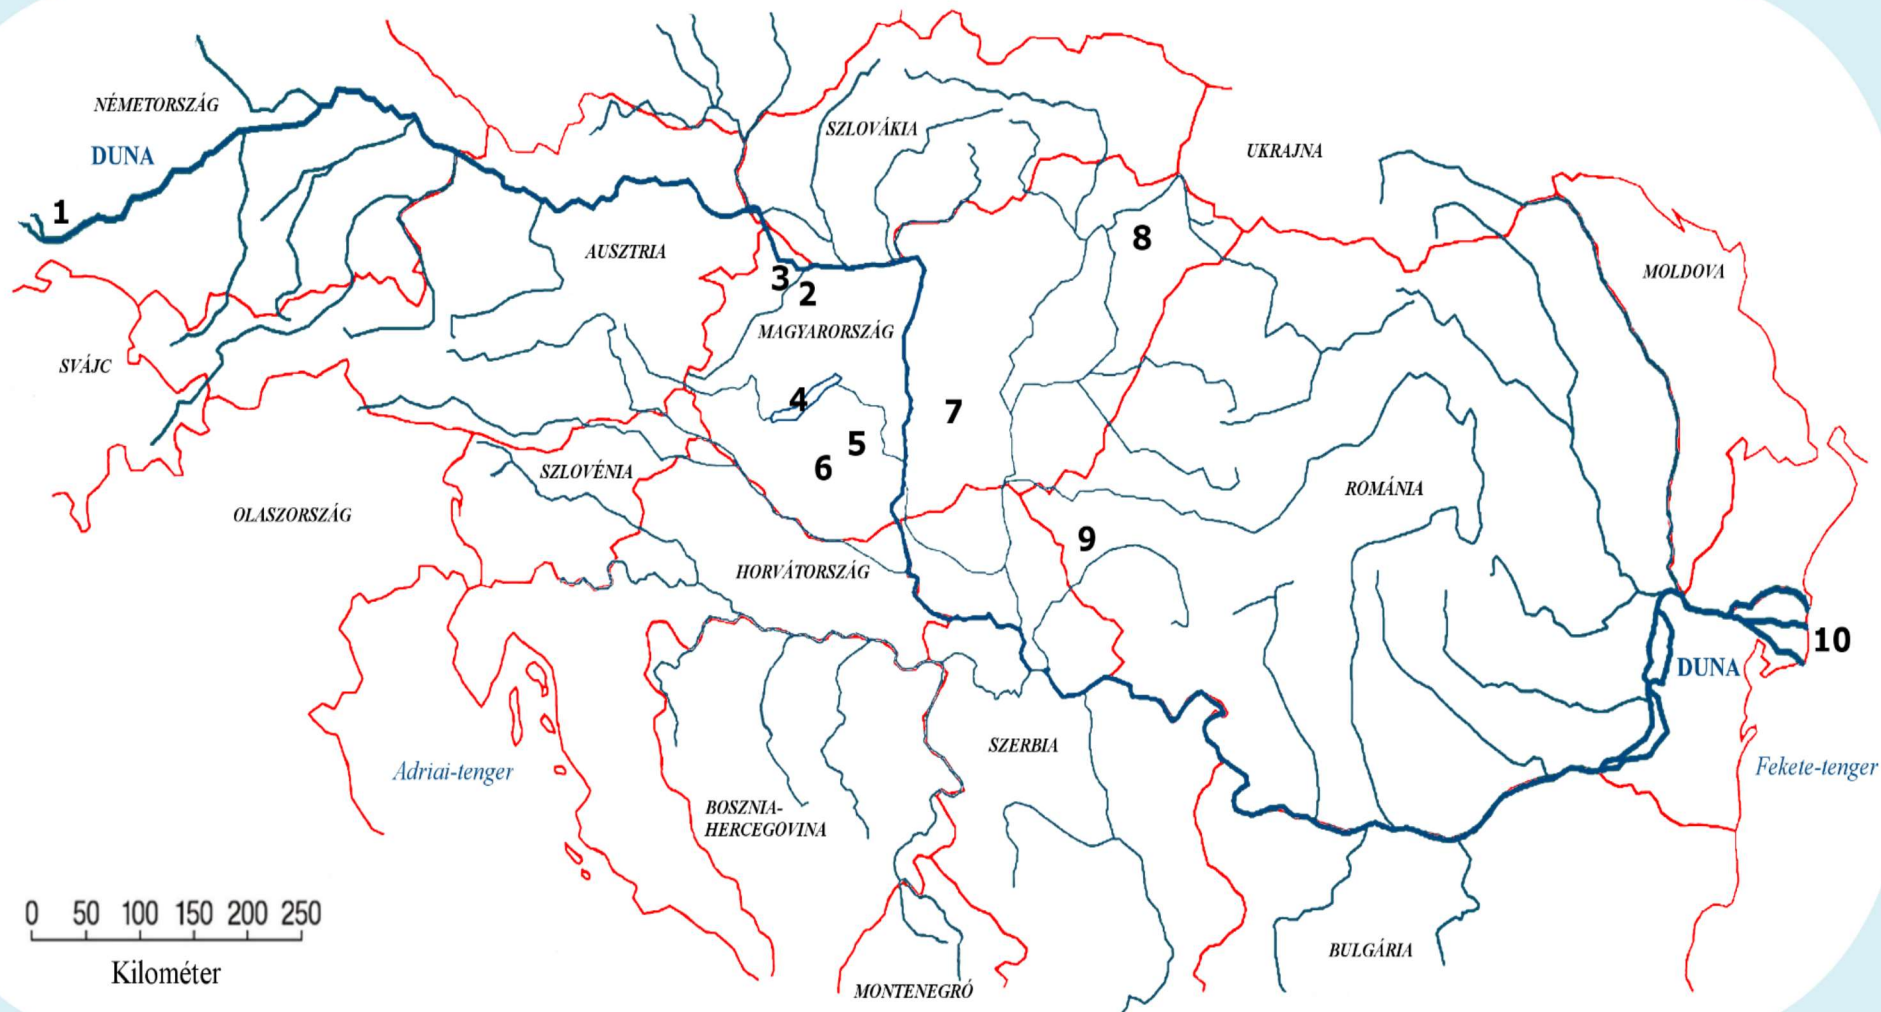 NÉMETORSZÁG
DUNA
1
SZLOVÁKIA
UKRAJNA
8
AUSZTRIA
3
2
MOLDOVA
MAGYARORSZÁG
SVÁJC
4
7
5
6
SZLOVÉNIA
ROMÁNIA
OLASZORSZÁG
9
HORVÁTORSZÁG
10
DUNA
SZERBIA
Adriai-tenger
Fekete-tenger
BOSZNIA-
HERCEGOVINA
0 50 100 150 200 250
Kilométer
BULGÁRIA
MONTENEGRÓ